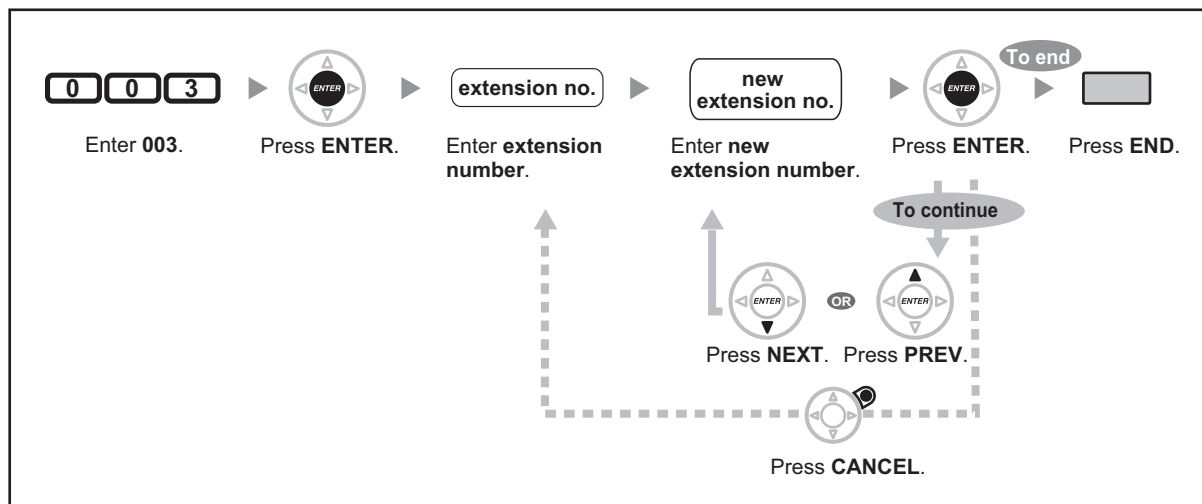 To end
0 0 3
ENTER
extension no.
new
extension no.
ENTER
Enter 003.
Press ENTER.
Enter extension
number.
Enter new
extension number.
Press ENTER.
Press END.
To continue
ENTER
OR
ENTER
Press NEXT.
Press PREV.
Press CANCEL.